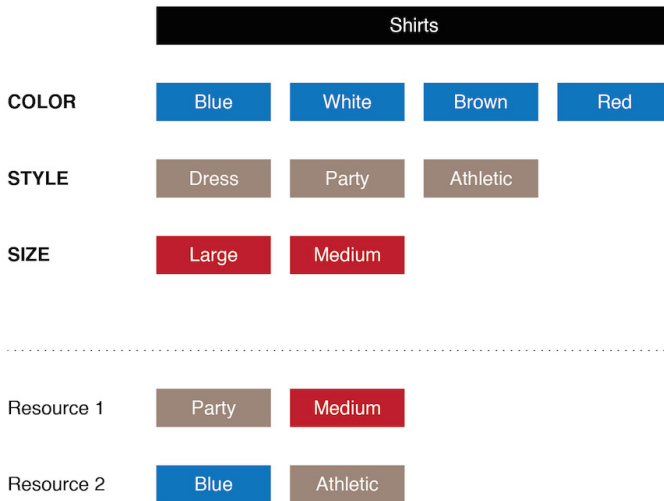 Shirts
COLOR Blue White Brown Red
STYLE Dress Party Athletic
SIZE Large Medium
Resource 1 Party Medium
Resource 2 Blue Athletic